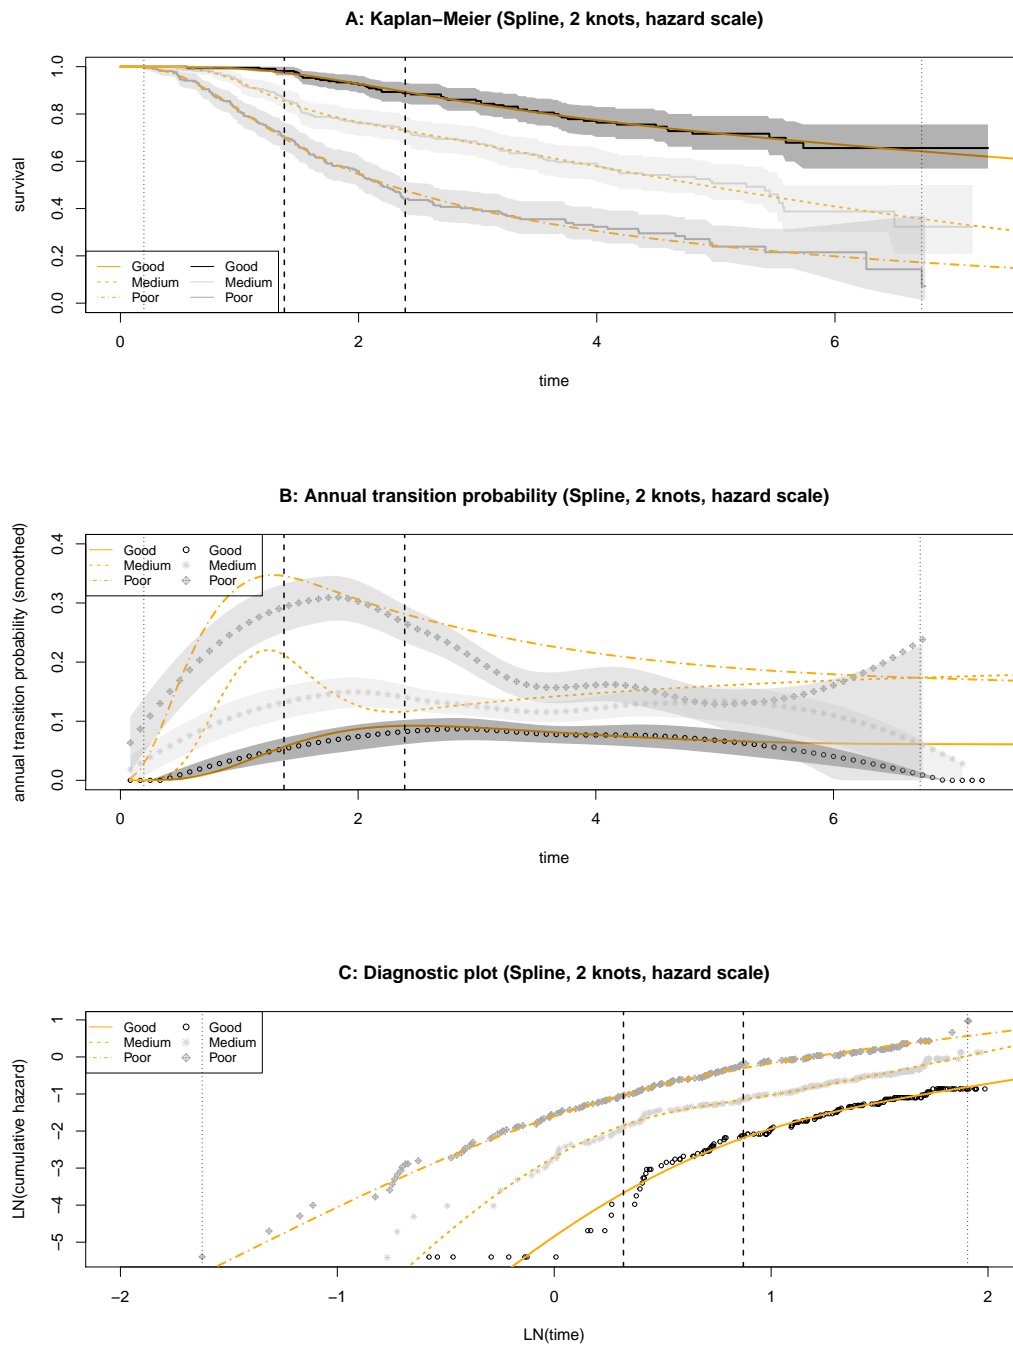 A: Kaplan−Meier (Spline, 2 knots, hazard scale)
survival
1.0
0.8
0.6
0.4
0.2
0.0
Good Good
Medium Medium
Poor Poor
0 2 4 6
time
B: Annual transition probability (Spline, 2 knots, hazard scale)
annual transition probability (smoothed)
0.4
0.3
0.2
0.1
0.0
Good Good
Medium Medium
Poor Poor
0 2 4 6
time
C: Diagnostic plot (Spline, 2 knots, hazard scale)
LN(cumulative hazard)
1
0
−1
−2
−3
−4
−5
Good Good
Medium Medium
Poor Poor
−2 −1 0 1 2
LN(time)